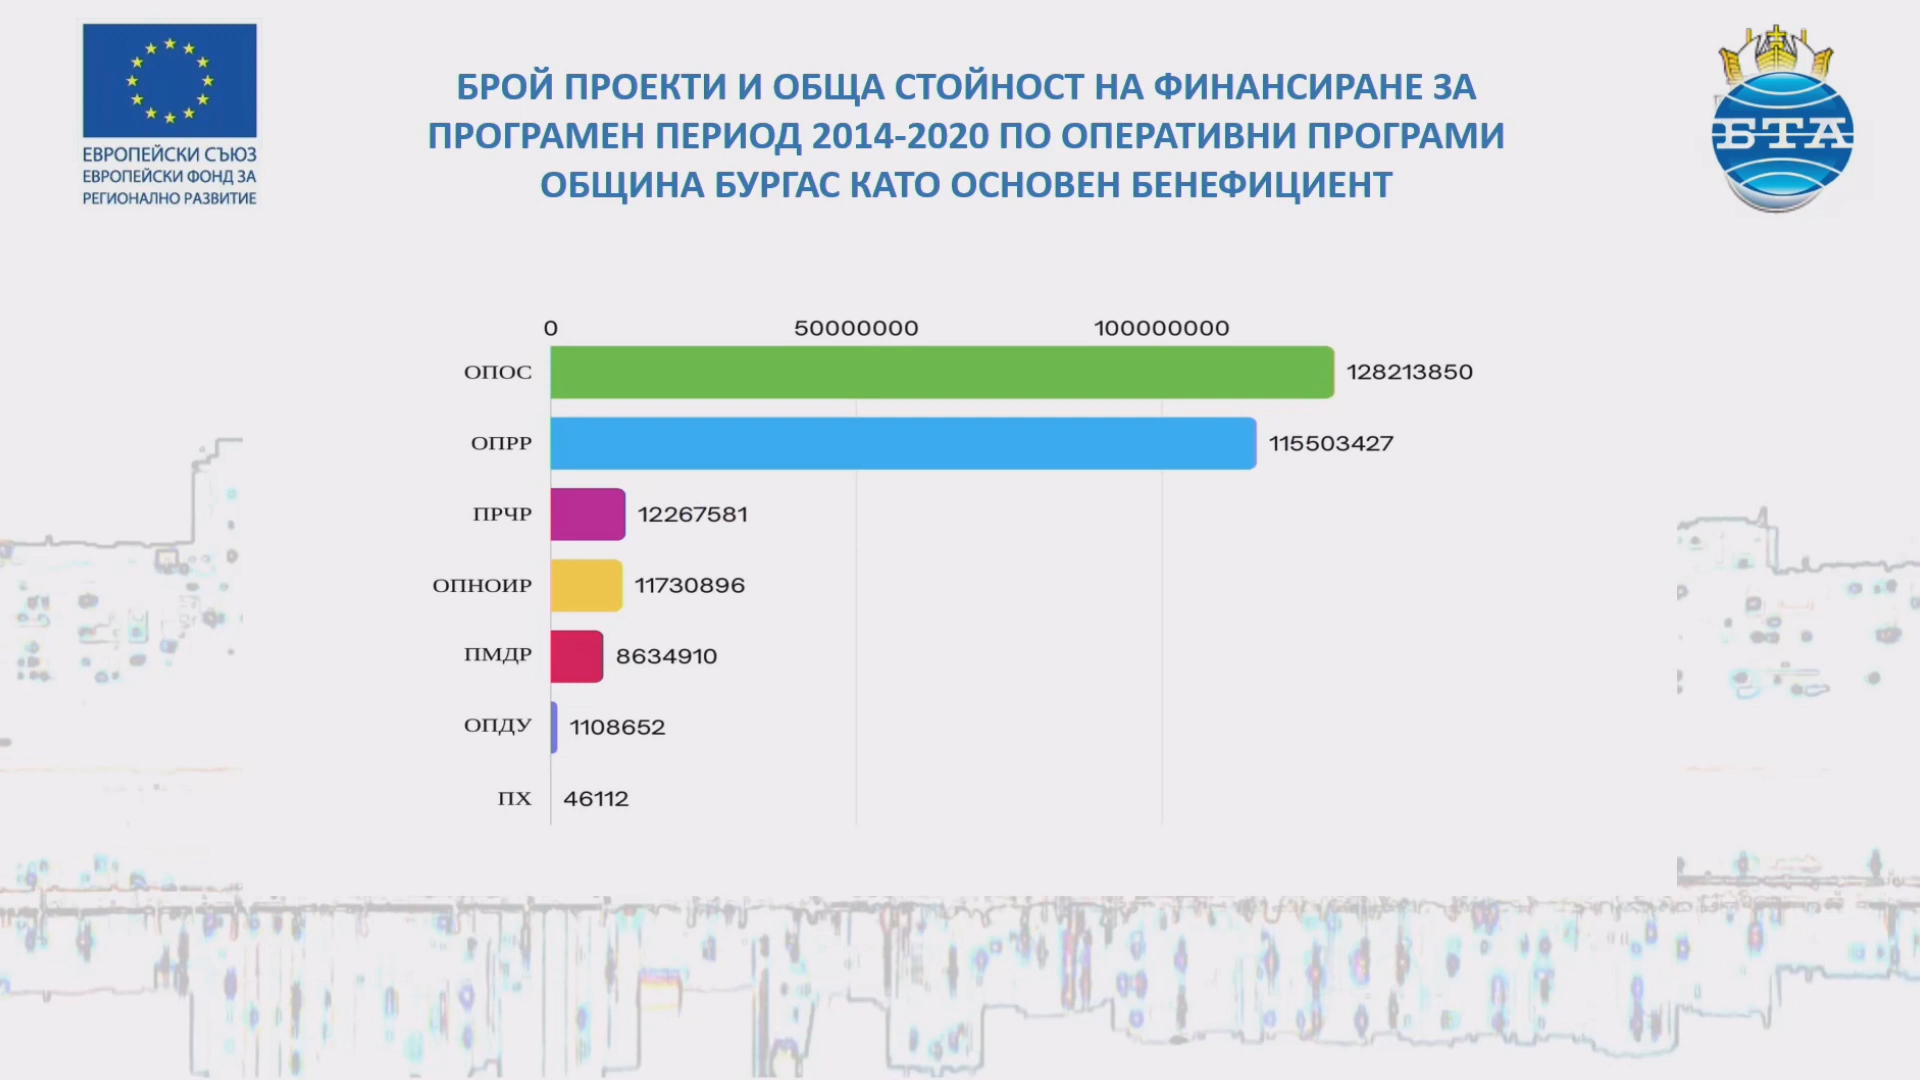 ЕВРОПЕЙСКИ СЪЮЗ
ЕВРОПЕЙСКИ ФОНД ЗА
РЕГИОНАЛНО РАЗВИТИЕ
БРОЙ ПРОЕКТИ И ОБЩА СТОЙНОСТ НА ФИНАНСИРАНЕ ЗА
ПРОГРАМЕН ПЕРИОД 2014-2020 ПО ОПЕРАТИВНИ ПРОГРАМИ
ОБЩИНА БУРГАС КАТО ОСНОВЕН БЕНЕФИЦИЕНТ
БТА
0 50000000 100000000
ОПОС 128213850
ОПРР 115503427
ПРЧР 12267581
ОПНОИР 11730896
ПМДР 8634910
ОПДУ 1108652
ПХ 46112